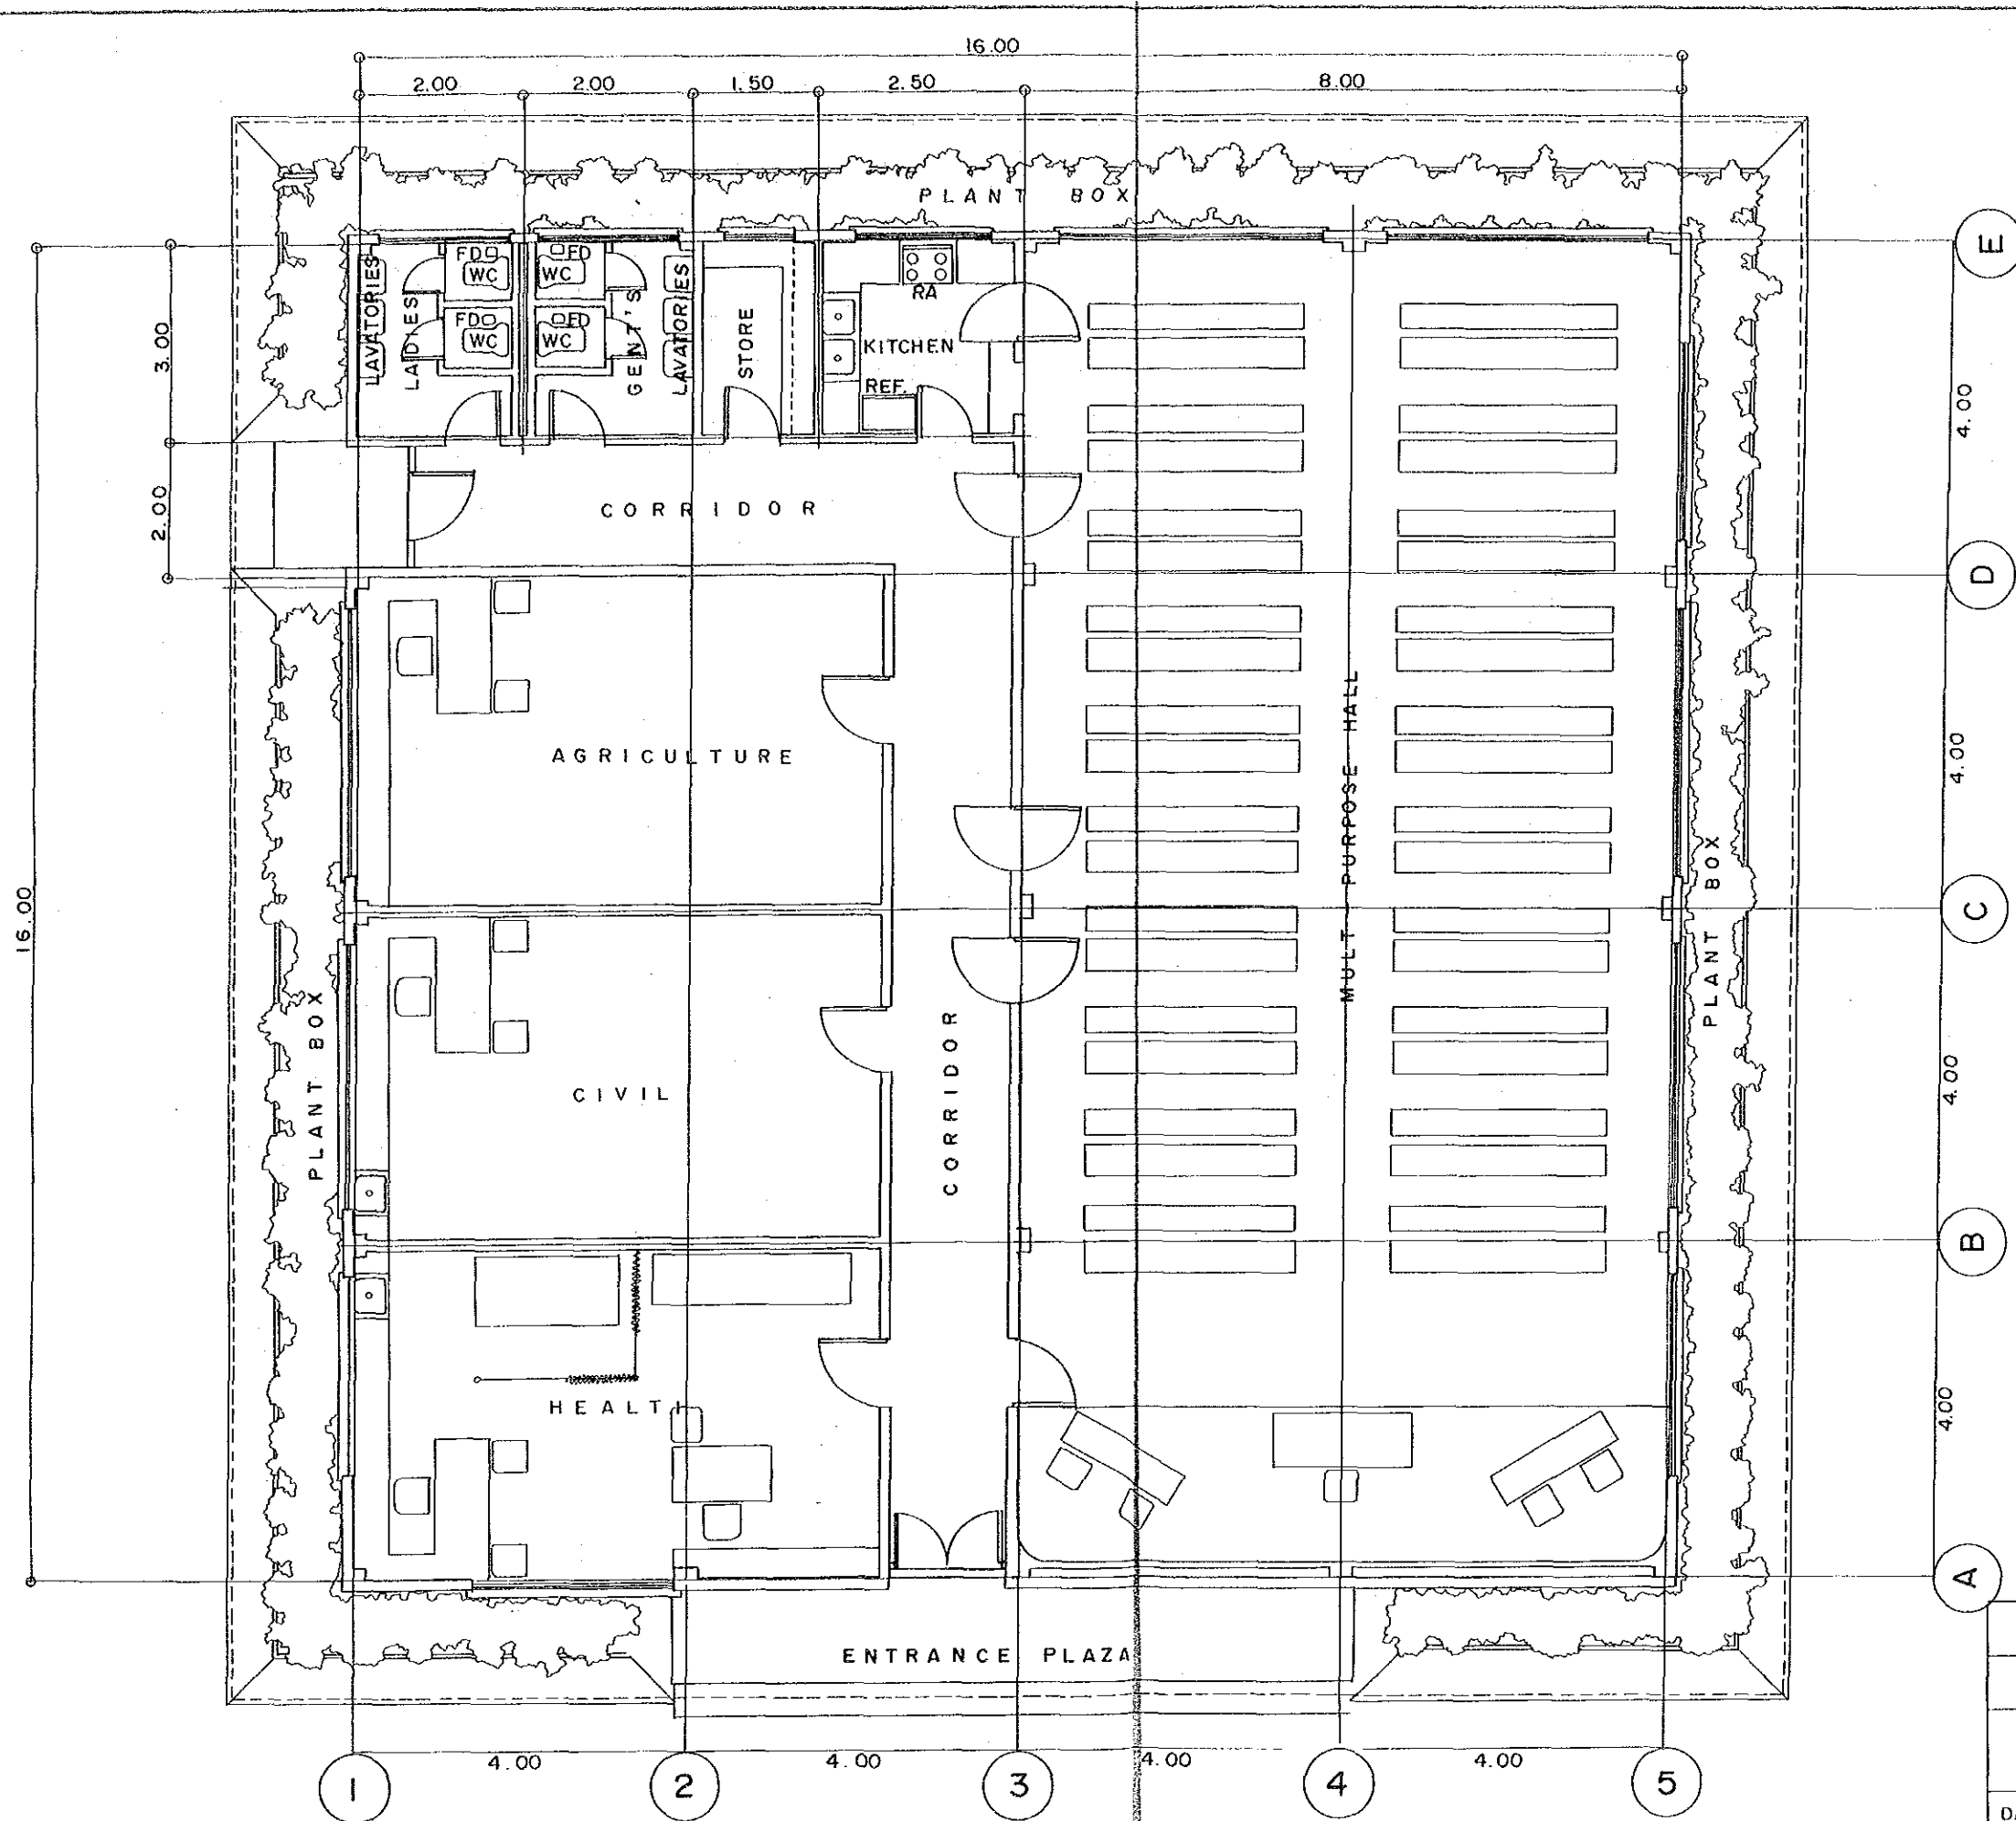 16.00
2.00 2.00 1.50 2.50 8.00
PLANT BOX
E
FD FD
WC WC
LAVATORIES
LADIES
FD FD
WC WC
GENT'S
LAVATORIES
STORE
RA
KITCHEN
REF.
3.00
4.00
2.00
CORRIDOR
D
AGRICULTURE
MULT PURPOSE HALL
4.00
PLANT BOX
16.00
C
PLANT BOX
CIVIL
CORRIDOR
4.00
B
HEALT
4.00
A
ENTRANCE PLAZA
4.00 4.00 4.00 4.00
1 2 3 4 5